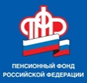 ПЕНСИОННЫЙ ФОНД
РОССИЙСКОЙ ФЕДЕРАЦИИ